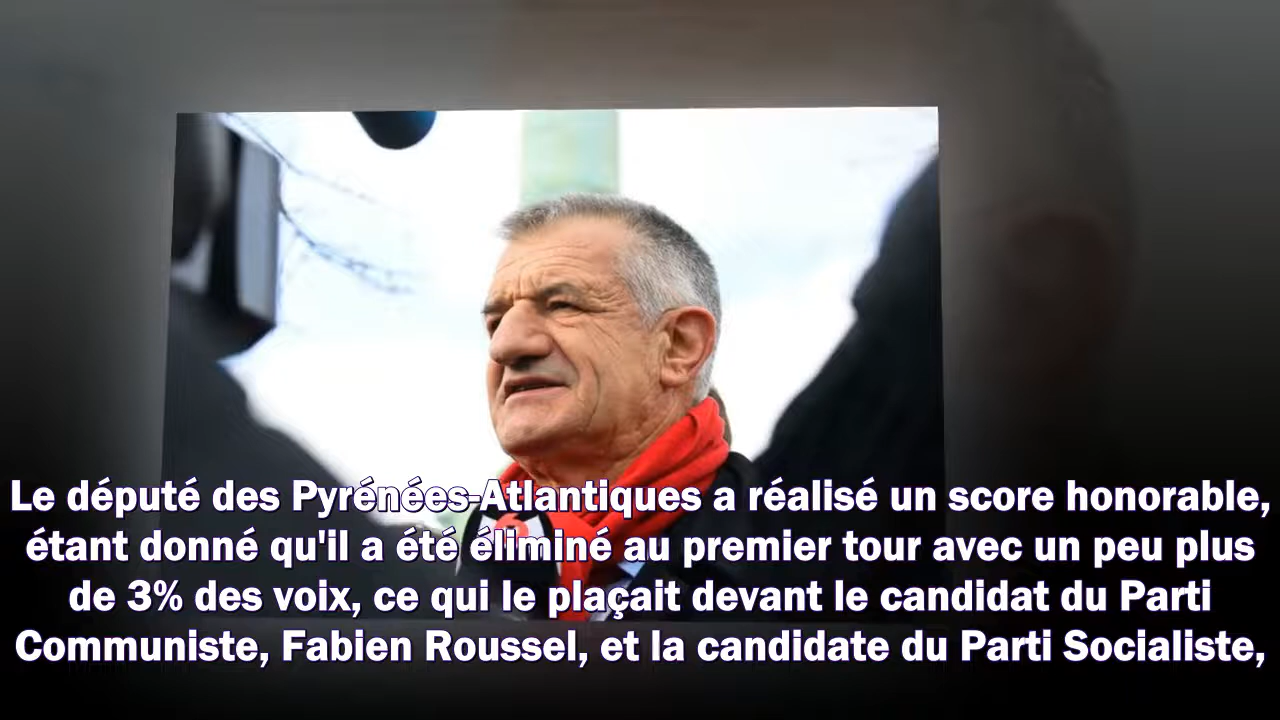 Le député des Pyrénées-Atlantiques a réalisé un score honorable,
étant donné qu'il a été éliminé au premier tour avec un peu plus
de 3% des voix, ce qui le plaçait devant le candidat du Parti
Communiste, Fabien Roussel, et la candidate du Parti Socialiste,